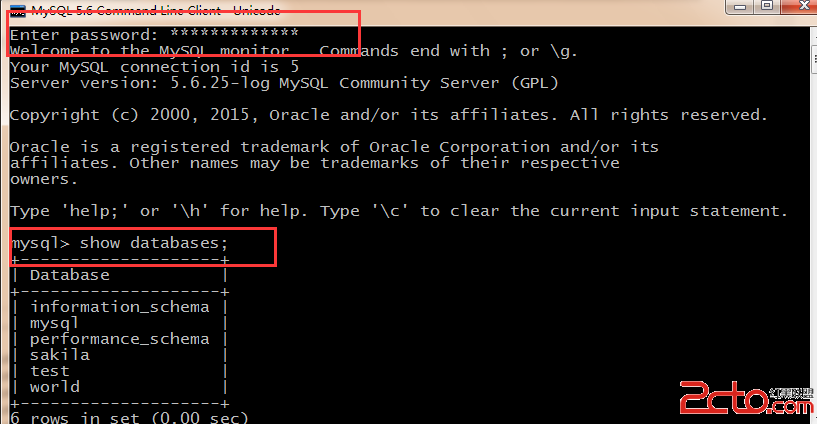 MySQL 5.6 Command Line Client - Unicode
Enter password: *************
Welcome to the MySQL monitor.  Commands end with ; or \g.
Your MySQL connection id is 5
Server version: 5.6.25-log MySQL Community Server (GPL)
Copyright (c) 2000, 2015, Oracle and/or its affiliates. All rights reserved.
Oracle is a registered trademark of Oracle Corporation and/or its
affiliates. Other names may be trademarks of their respective
owners.
Type 'help;' or '\h' for help. Type '\c' to clear the current input statement.
mysql> show databases;
+--------------------+
| Database           |
+--------------------+
| information_schema |
| mysql              |
| performance_schema |
| sakila             |
| test               |
| world              |
+--------------------+
6 rows in set (0.00 sec)
2cto.com